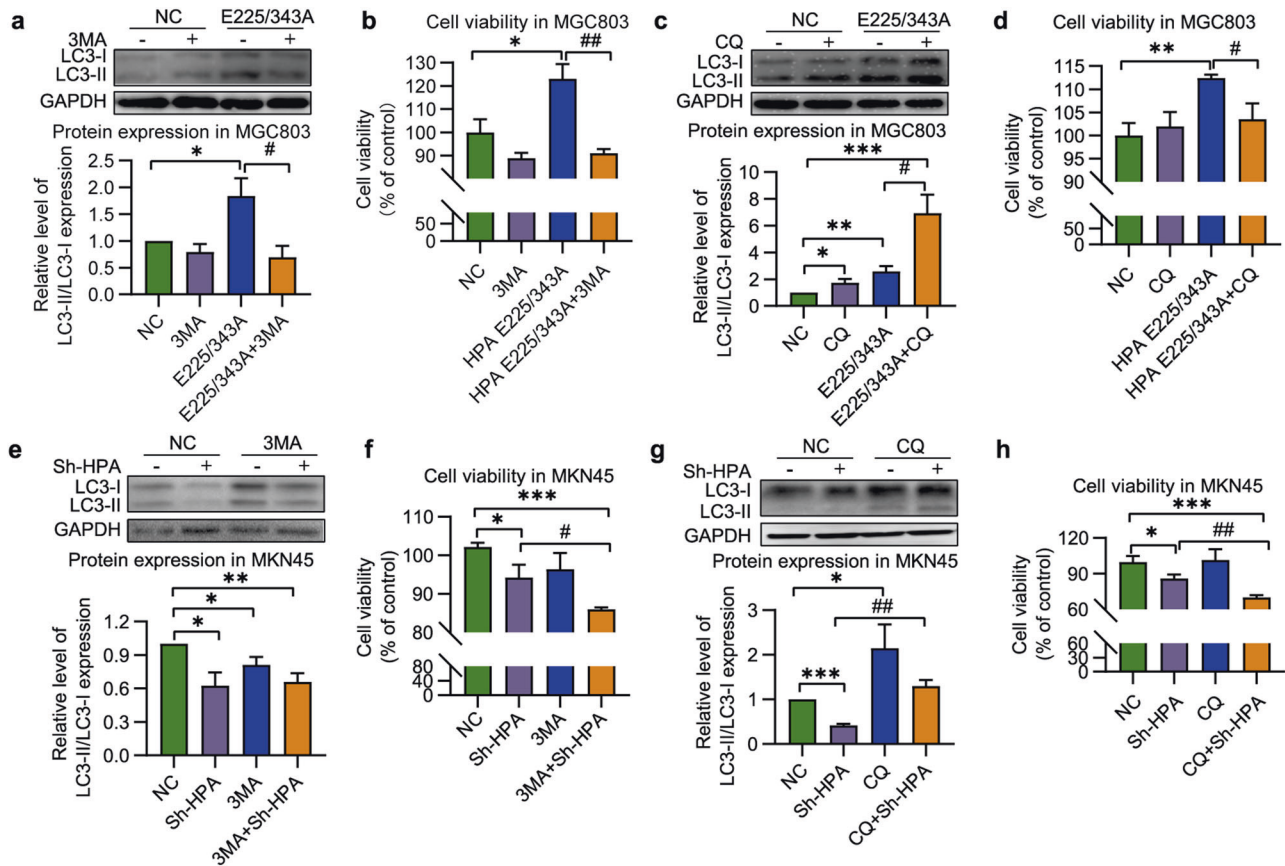 a
NC E225/343A
3MA - + - +
LC3-I
LC3-II
GAPDH
Protein expression in MGC803
Relative level of
LC3-II/LC3-I expression
2.5
2.0
1.5
1.0
0.5
0.0
* #
NC 3MA E225/343A E225/343A+3MA
b
Cell viability in MGC803
Cell viability
(% of control)
130
120
110
100
90
50
0
* ##
NC 3MA HPA E225/343A HPA E225/343A+3MA
c
NC E225/343A
CQ - + - +
LC3-I
LC3-II
GAPDH
Protein expression in MGC803
Relative level of
LC3-II/LC3-I expression
10
8
6
4
2
0
***
#
**
*
NC CQ E225/343A E225/343A+CQ
d
Cell viability in MGC803
Cell viability
(% of control)
115
110
105
100
95
90
50
0
** #
NC CQ HPA E225/343A HPA E225/343A+CQ
e
NC 3MA
Sh-HPA - + - +
LC3-I
LC3-II
GAPDH
Protein expression in MKN45
Relative level of
LC3-II/LC3-I expression
1.2
0.9
0.6
0.3
0.0
**
*
*
NC Sh-HPA 3MA 3MA+Sh-HPA
f
Cell viability in MKN45
Cell viability
(% of control)
110
100
90
80
80
40
0
***
* #
NC Sh-HPA 3MA 3MA+Sh-HPA
g
NC CQ
Sh-HPA - + - +
LC3-I
LC3-II
GAPDH
Protein expression in MKN45
Relative level of
LC3-II/LC3-I expression
3
2
1
0
*
##
***
NC Sh-HPA CQ CQ+Sh-HPA
h
Cell viability in MKN45
Cell viability
(% of control)
120
90
60
60
30
0
***
* ##
NC Sh-HPA CQ CQ+Sh-HPA